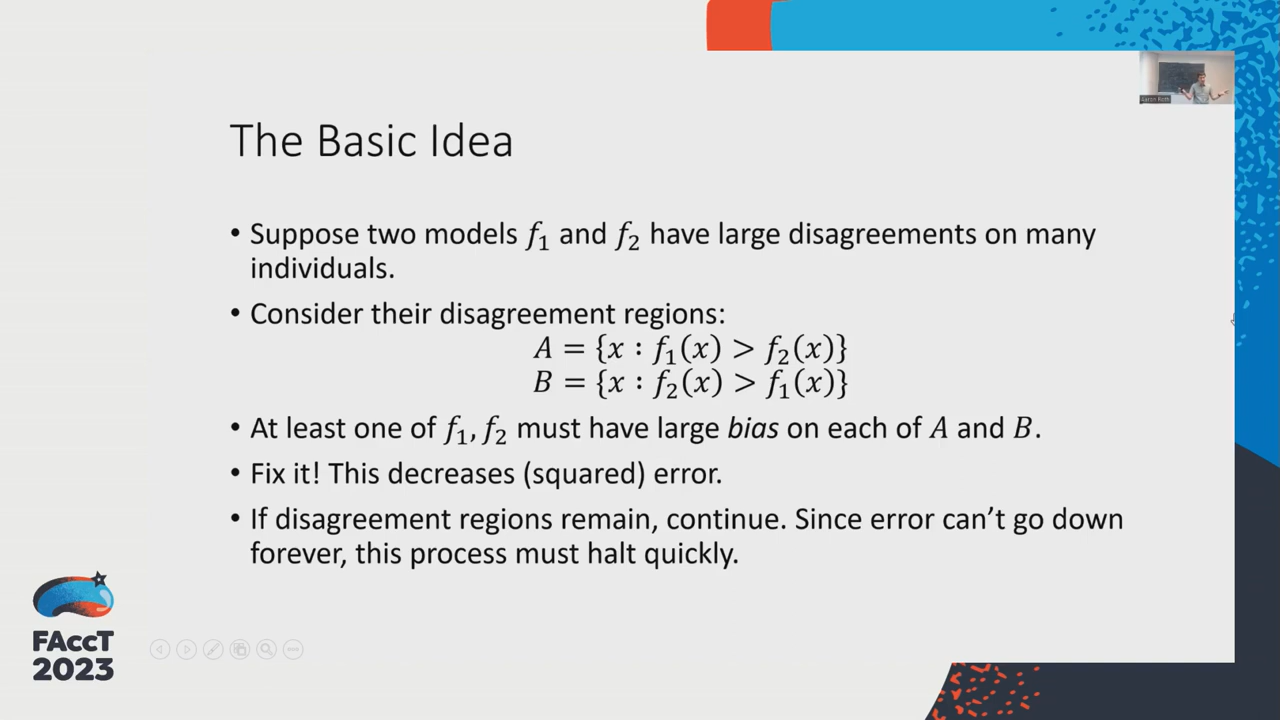 Aaron Roth
The Basic Idea
• Suppose two models f₁ and f₂ have large disagreements on many
individuals.
• Consider their disagreement regions:
A = {x : f₁(x) > f₂(x)}
B = {x : f₂(x) > f₁(x)}
• At least one of f₁, f₂ must have large bias on each of A and B.
• Fix it! This decreases (squared) error.
• If disagreement regions remain, continue. Since error can’t go down
forever, this process must halt quickly.
FAccT
2023